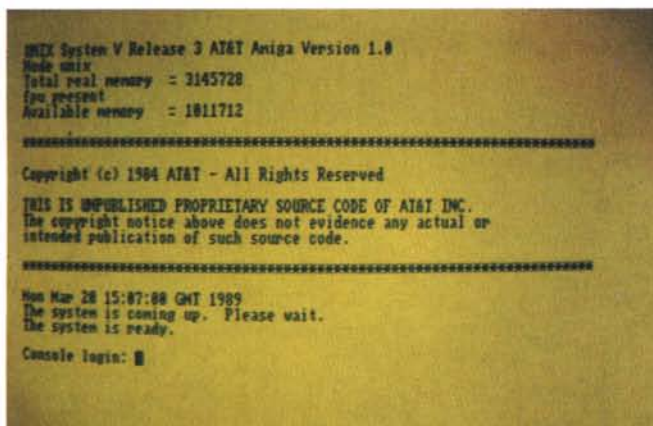 UNIX System V Release 3 AT&T Amiga Version 1.0
Node unix
Total real memory = 3145728
fpu present
Available memory = 1011712
Copyright (c) 1984 AT&T - All Rights Reserved
THIS IS UNPUBLISHED PROPRIETARY SOURCE CODE OF AT&T INC.
The copyright notice above does not evidence any actual or
intended publication of such source code.
Mon Mar 20 15:07:00 GMT 1989
The system is coming up. Please wait.
The system is ready.
Console login: